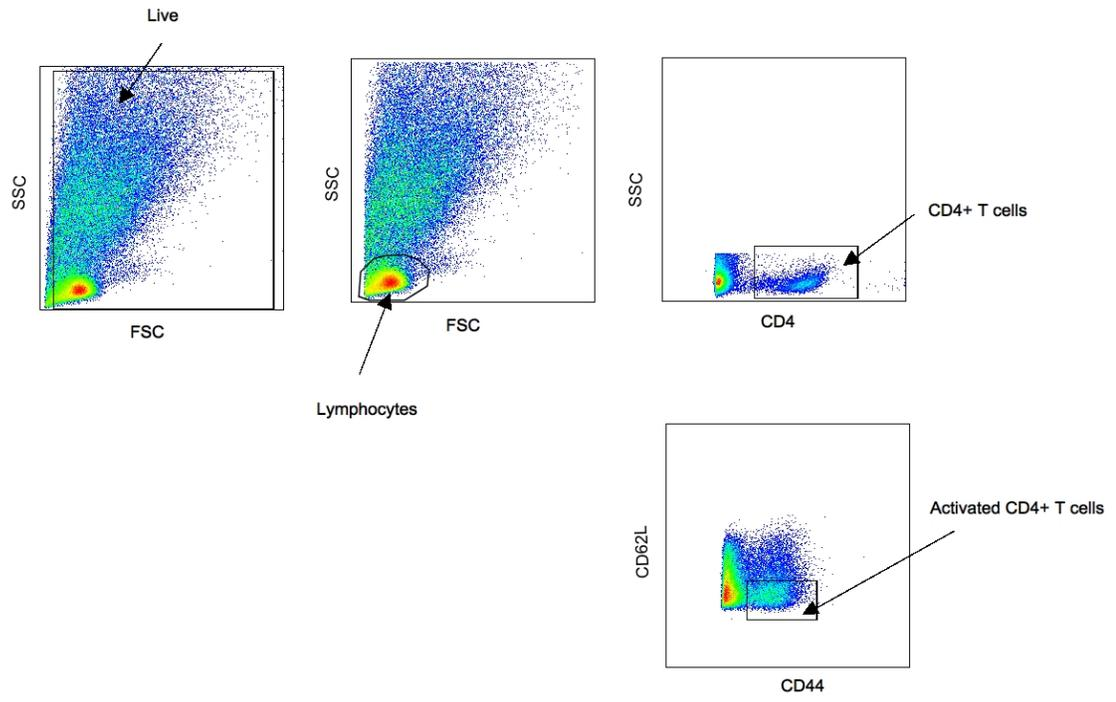 Live
SSC
FSC
SSC
FSC
Lymphocytes
SSC
CD4
CD4+ T cells
CD62L
CD44
Activated CD4+ T cells